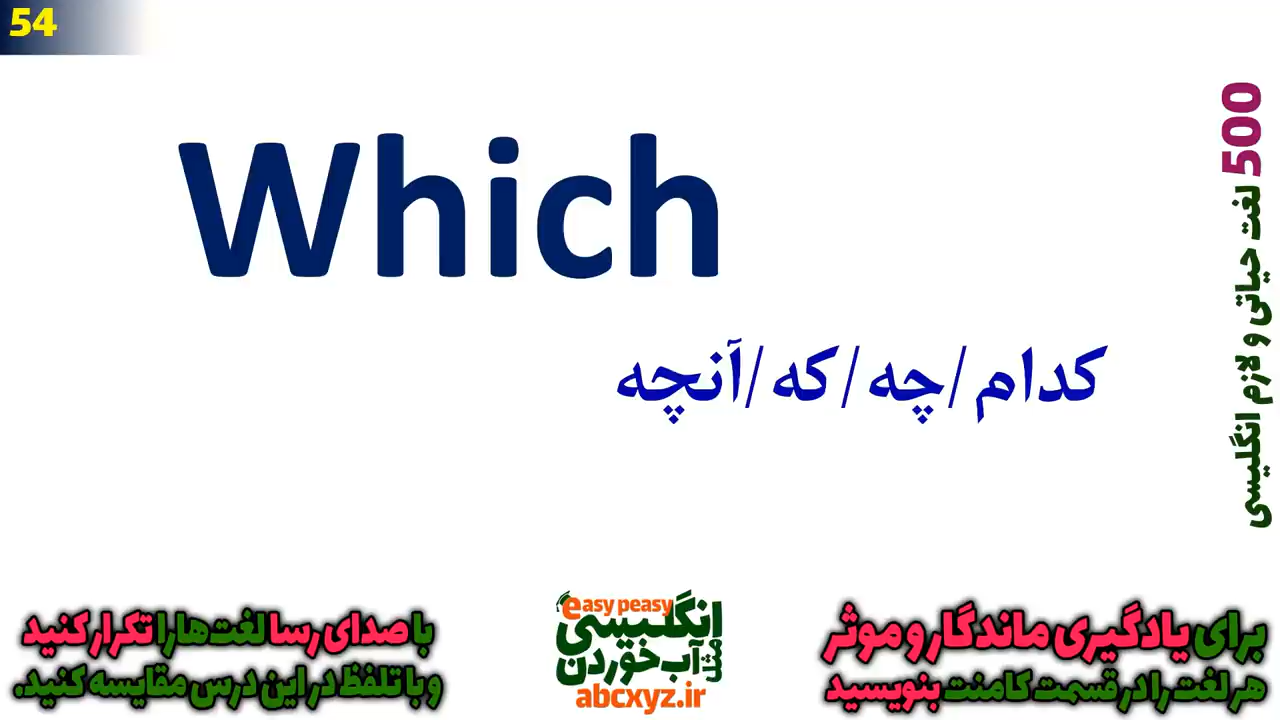 54
Which
کدام/چه/که/آنچه
500 لغت حیاتی و لازم انگلیسی
برای یادگیری ماندگار و موثر
هر لغت را در قسمت کامنت بنویسید
easy peasy
انگلیسی
مثل آب خوردن
abcxyz.ir
با صدای رسا لغت‌ها را تکرار کنید
و با تلفظ در این درس مقایسه کنید.